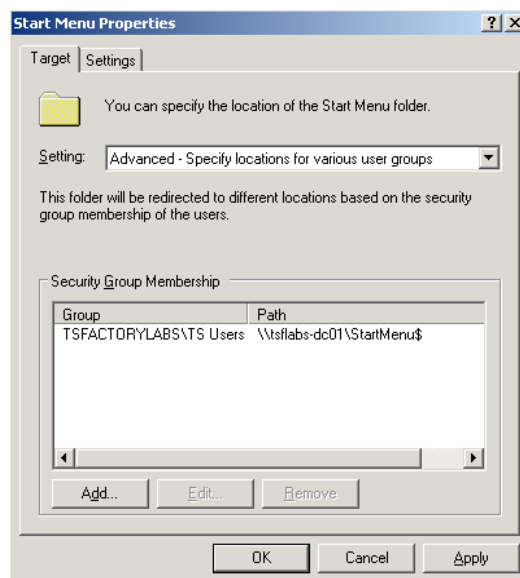 Start Menu Properties
Target
Settings
You can specify the location of the Start Menu folder.
Setting:
Advanced - Specify locations for various user groups
This folder will be redirected to different locations based on the security
group membership of the users.
Security Group Membership
Group Path
TSFACTORYLABS\TS Users \\tsflabs-dc01\StartMenu$
Add... Edit... Remove
OK Cancel Apply